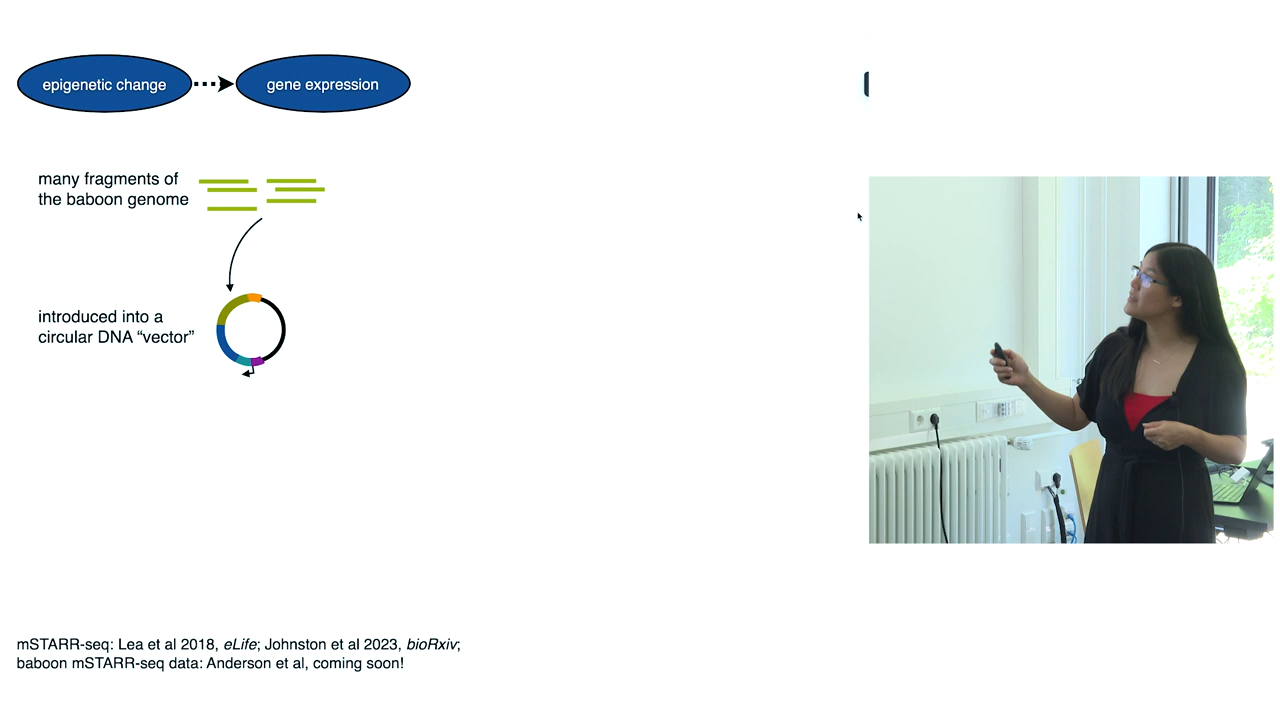 epigenetic change
gene expression
many fragments of
the baboon genome
introduced into a
circular DNA “vector”
mSTARR-seq: Lea et al 2018, eLife; Johnston et al 2023, bioRxiv;
baboon mSTARR-seq data: Anderson et al, coming soon!